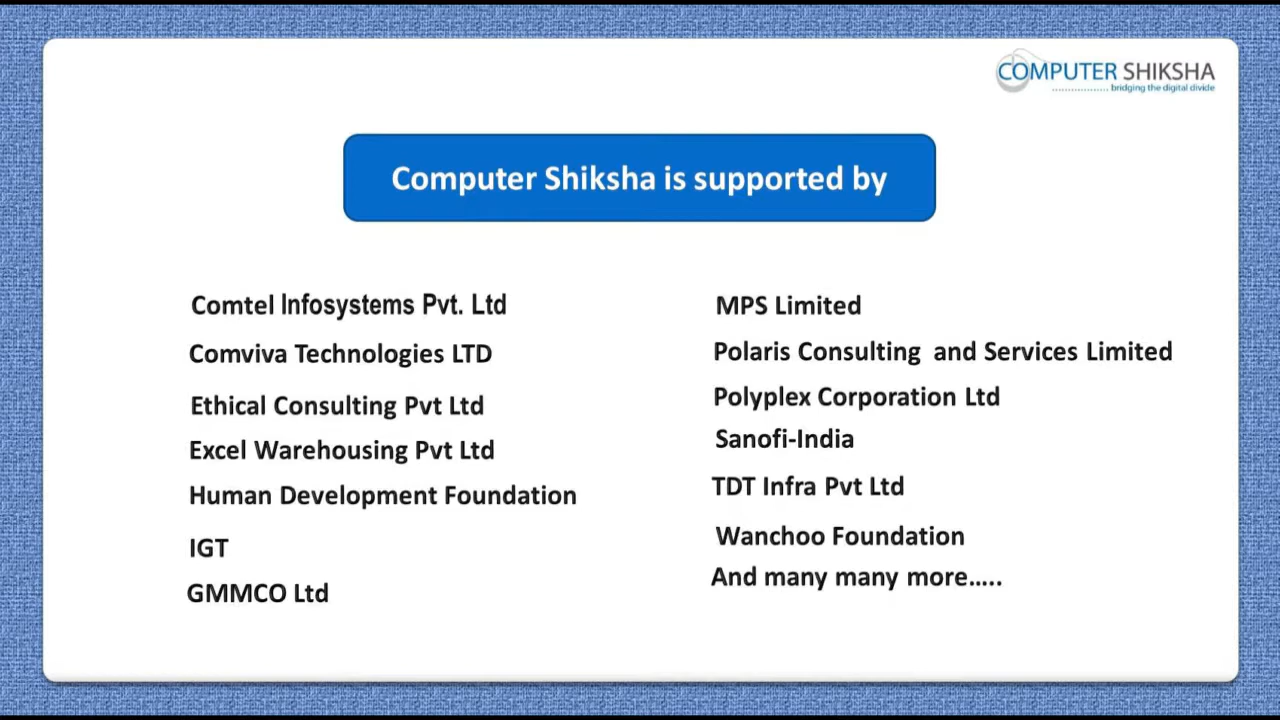 COMPUTER SHIKSHA
bridging the digital divide
Computer Shiksha is supported by
Comtel Infosystems Pvt. Ltd
Comviva Technologies LTD
Ethical Consulting Pvt Ltd
Excel Warehousing Pvt Ltd
Human Development Foundation
IGT
GMMCO Ltd
MPS Limited
Polaris Consulting and Services Limited
Polyplex Corporation Ltd
Sanofi-India
TDT Infra Pvt Ltd
Wanchoo Foundation
And many many more…..